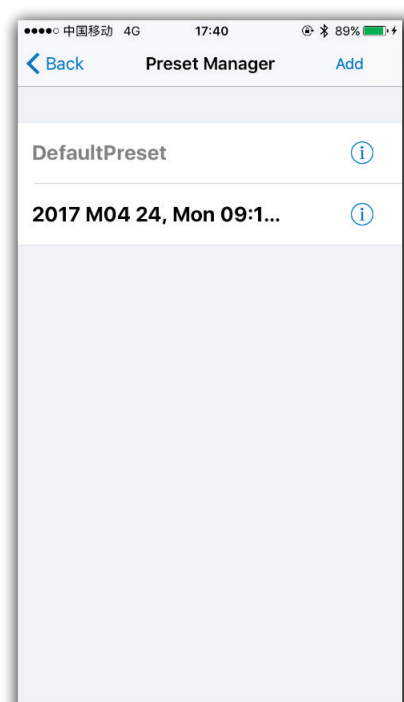 中国移动 4G 17:40 89%
Back Preset Manager Add
DefaultPreset
2017 M04 24, Mon 09:1...